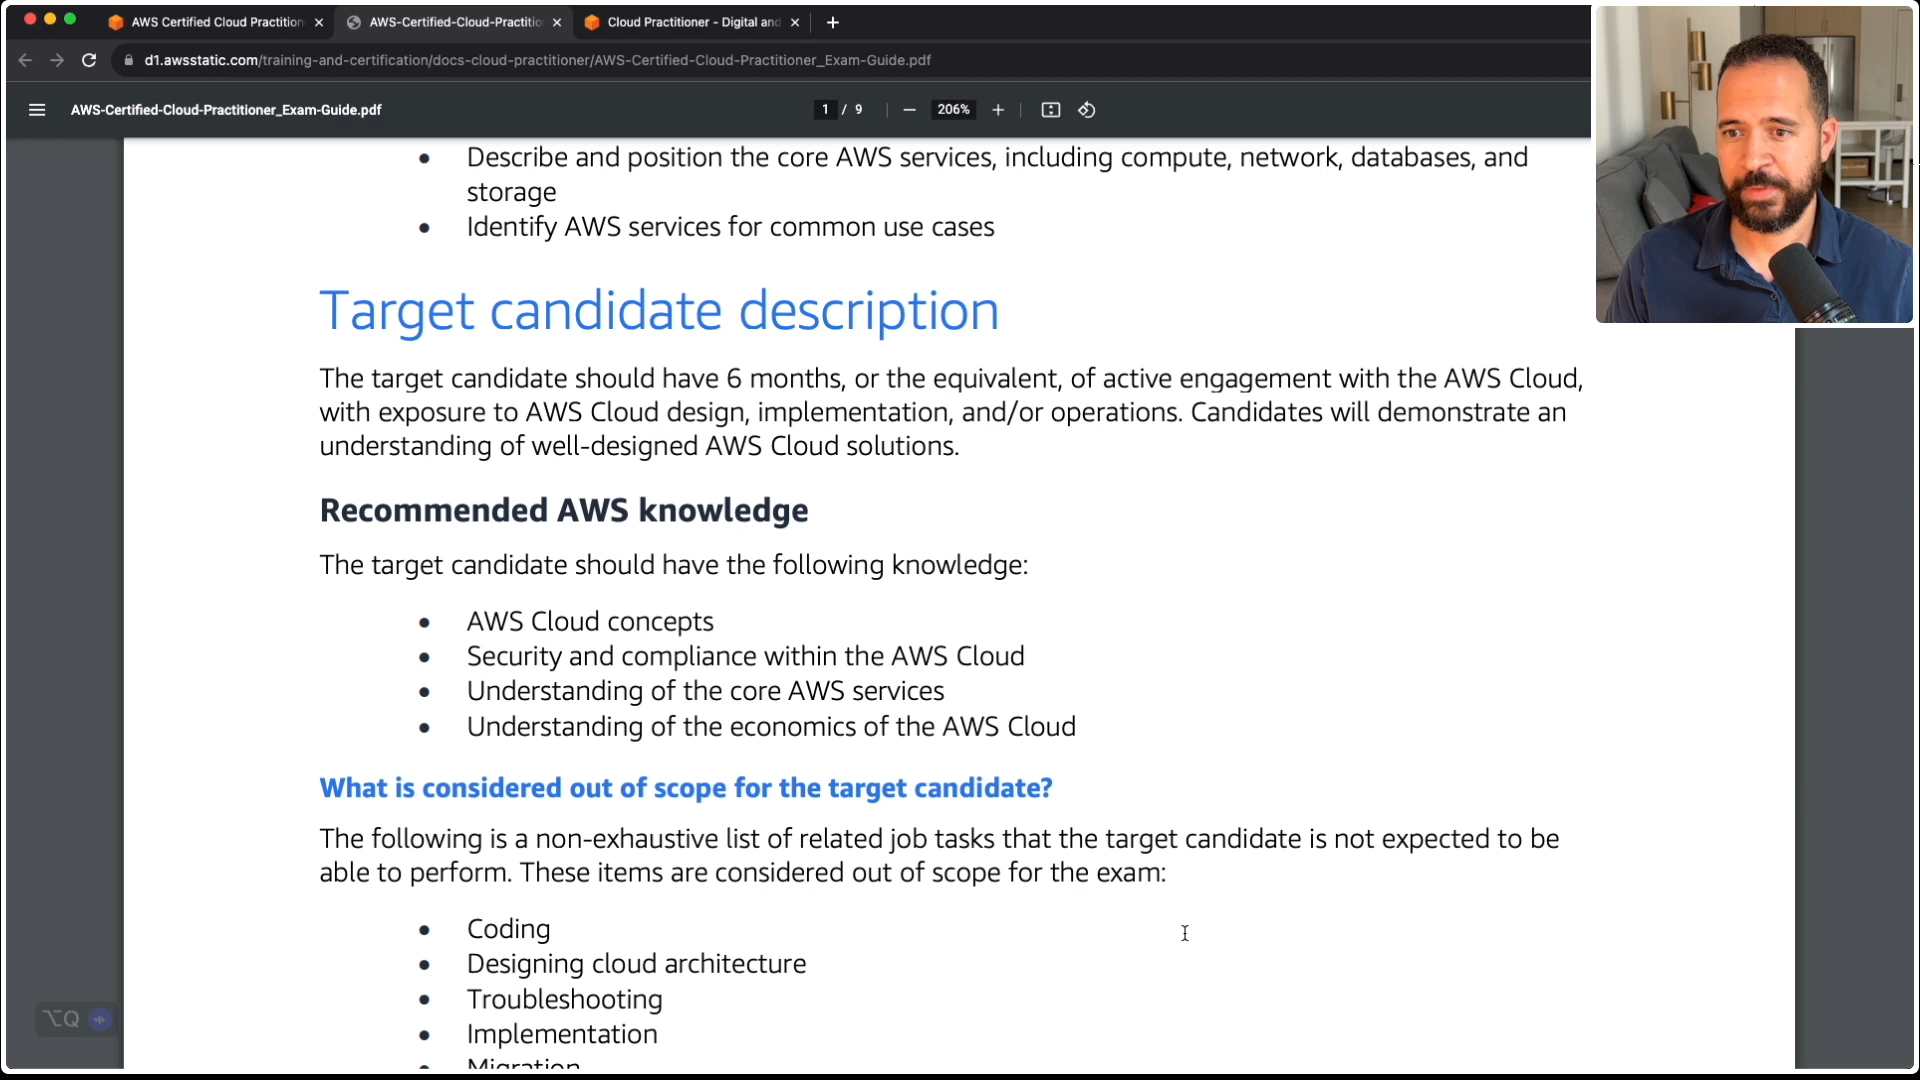 AWS Certified Cloud Practition
AWS-Certified-Cloud-Practitio
Cloud Practitioner - Digital and
d1.awsstatic.com/training-and-certification/docs-cloud-practitioner/AWS-Certified-Cloud-Practitioner_Exam-Guide.pdf
AWS-Certified-Cloud-Practitioner_Exam-Guide.pdf
1 / 9
206%
• Describe and position the core AWS services, including compute, network, databases, and
storage
• Identify AWS services for common use cases
Target candidate description
The target candidate should have 6 months, or the equivalent, of active engagement with the AWS Cloud,
with exposure to AWS Cloud design, implementation, and/or operations. Candidates will demonstrate an
understanding of well-designed AWS Cloud solutions.
Recommended AWS knowledge
The target candidate should have the following knowledge:
• AWS Cloud concepts
• Security and compliance within the AWS Cloud
• Understanding of the core AWS services
• Understanding of the economics of the AWS Cloud
What is considered out of scope for the target candidate?
The following is a non-exhaustive list of related job tasks that the target candidate is not expected to be
able to perform. These items are considered out of scope for the exam:
• Coding
• Designing cloud architecture
• Troubleshooting
• Implementation
• Migration
⌥Q